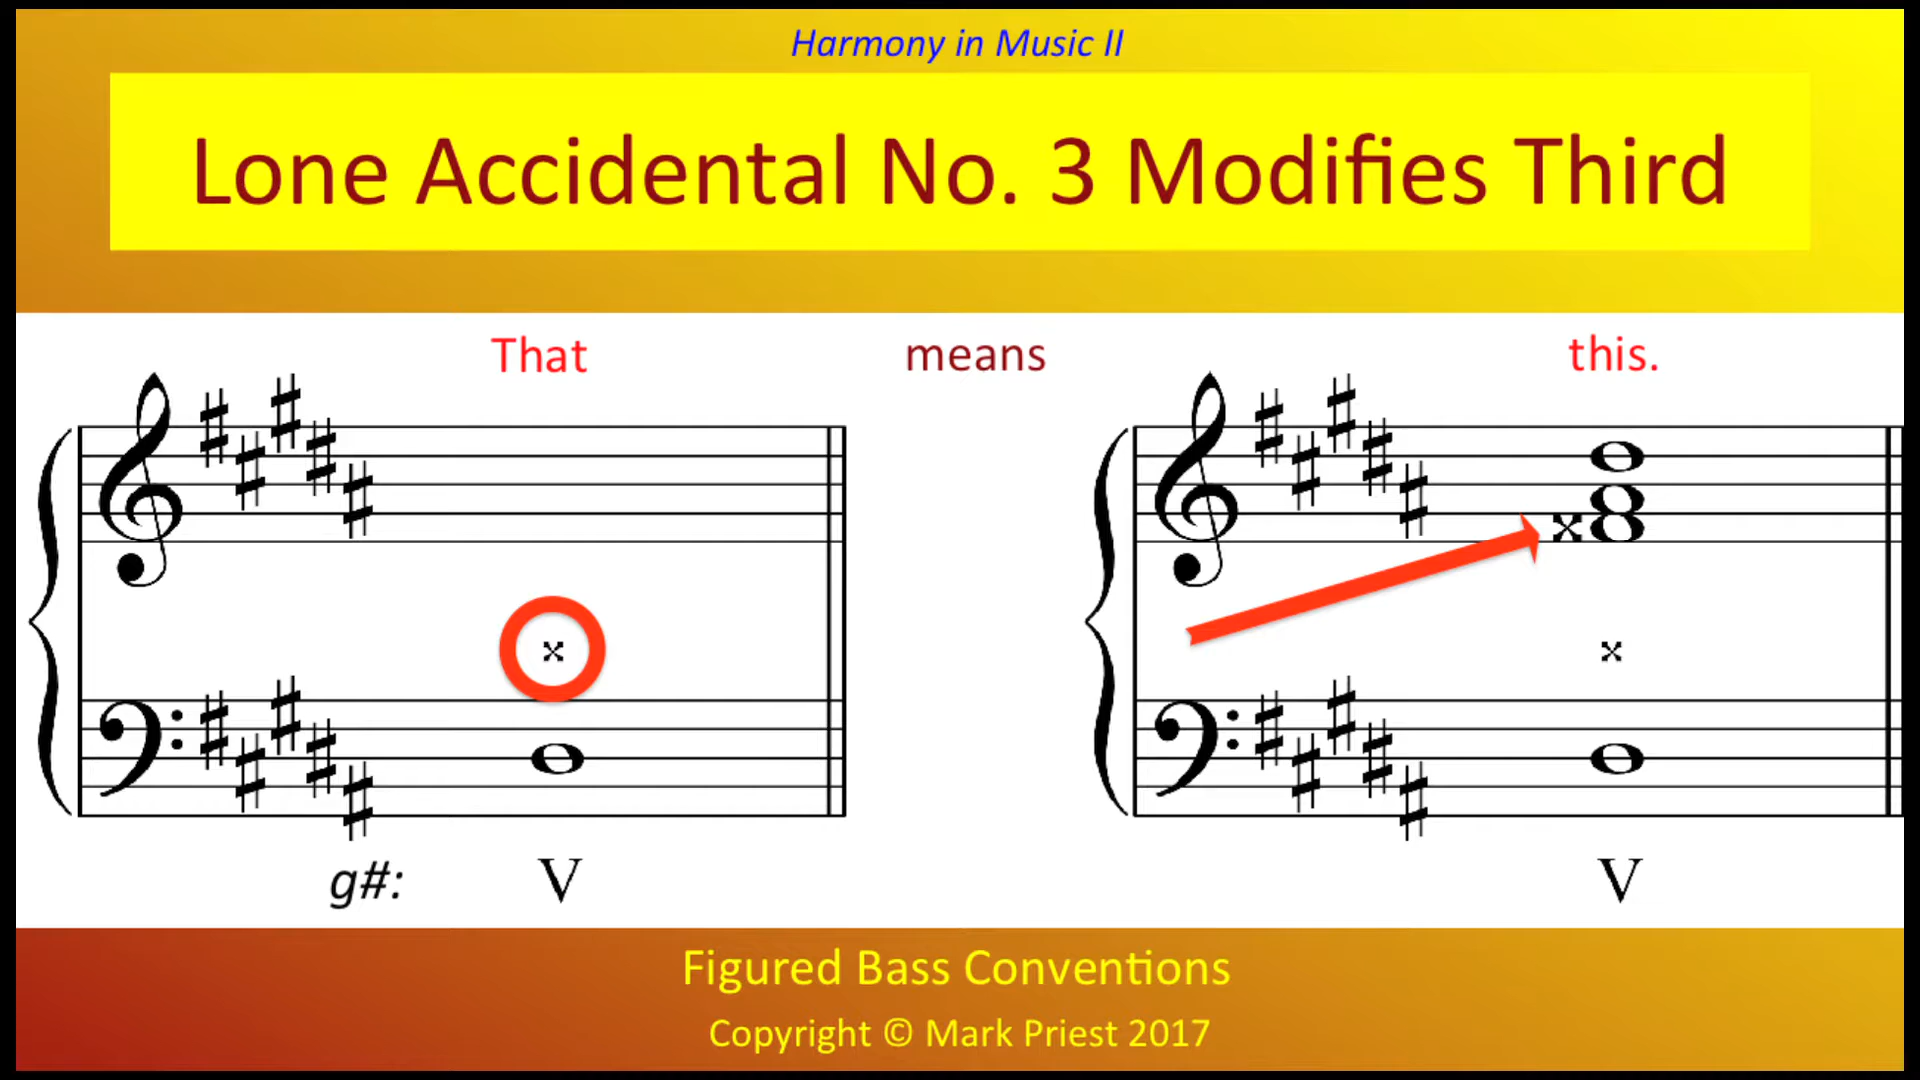 Harmony in Music II
Lone Accidental No. 3 Modifies Third
That means this.
g#: V V
Figured Bass Conventions
Copyright © Mark Priest 2017